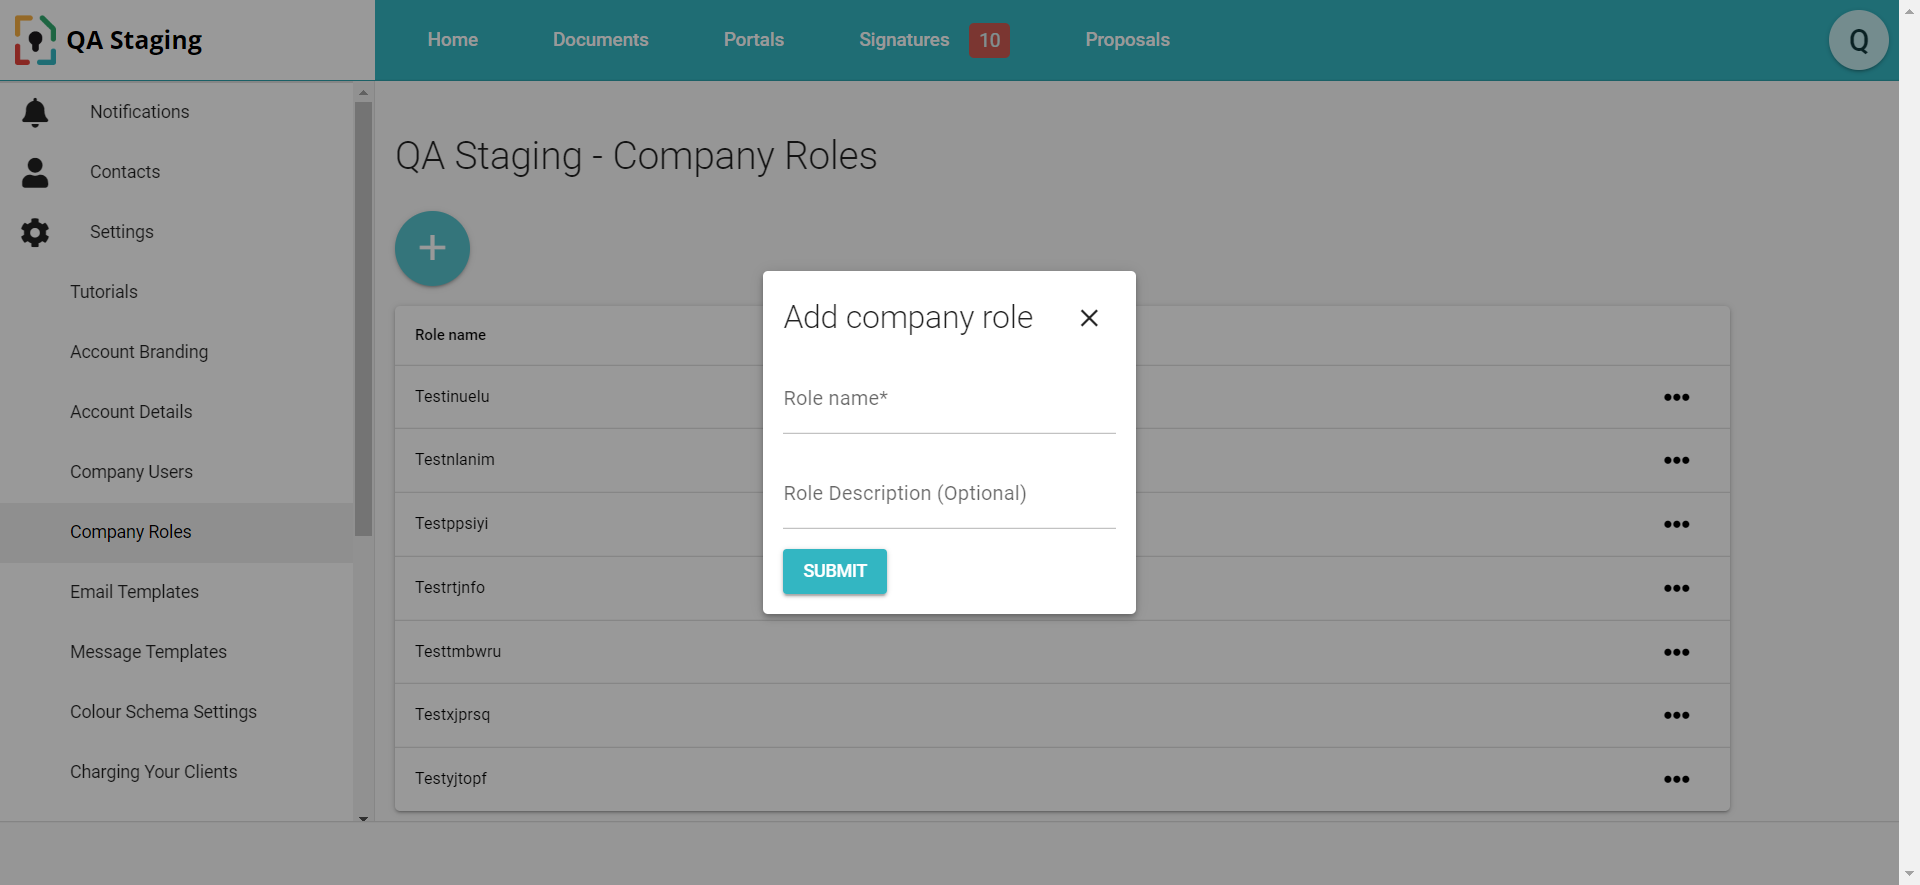 QA Staging
Home
Documents
Portals
Signatures
10
Proposals
Q
Notifications
Contacts
Settings
Tutorials
Account Branding
Account Details
Company Users
Company Roles
Email Templates
Message Templates
Colour Schema Settings
Charging Your Clients
QA Staging - Company Roles
+
Role name
Testinuelu
Testnlanim
Testppsiyi
Testrtjnfo
Testtmbwru
Testxjprsq
Testyjtopf
Add company role
Role name*
Role Description (Optional)
SUBMIT